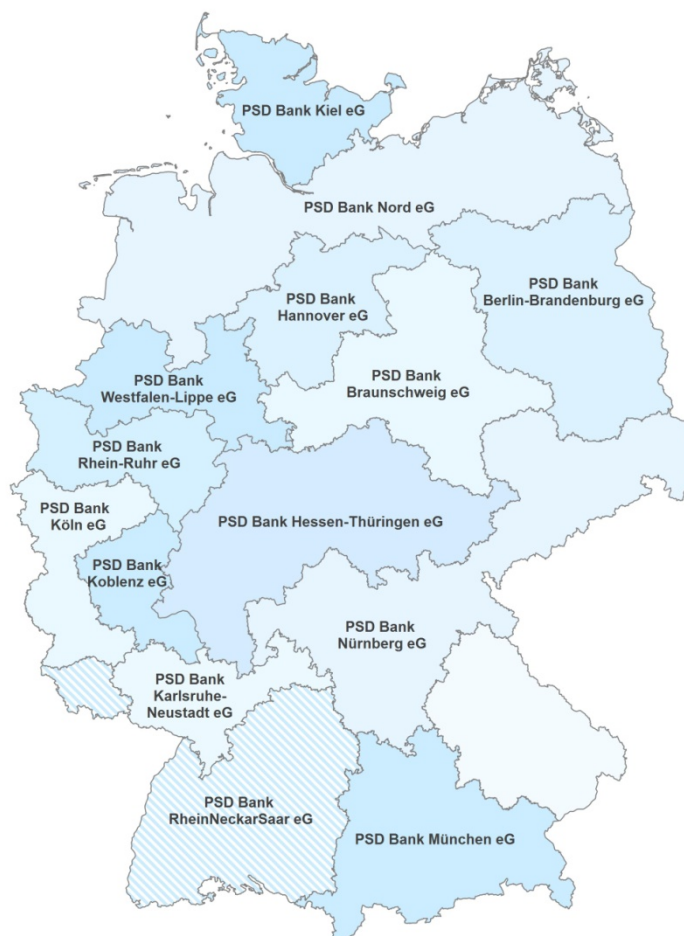 PSD Bank Kiel eG
PSD Bank Nord eG
PSD Bank
Berlin-Brandenburg eG
PSD Bank
Hannover eG
PSD Bank
Westfalen-Lippe eG
PSD Bank
Braunschweig eG
PSD Bank
Rhein-Ruhr eG
PSD Bank
Köln eG
PSD Bank Hessen-Thüringen eG
PSD Bank
Koblenz eG
PSD Bank
Nürnberg eG
PSD Bank
Karlsruhe-
Neustadt eG
PSD Bank
RheinNeckarSaar eG
PSD Bank München eG